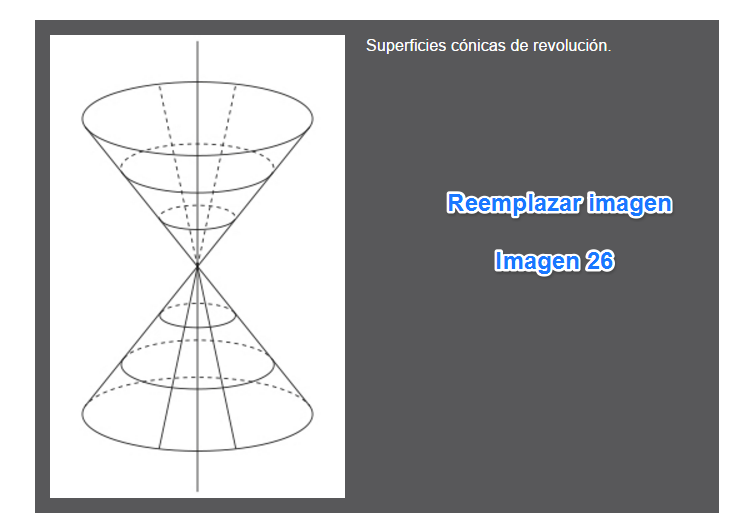 Superficies cónicas de revolución.
Reemplazar imagen
Imagen 26